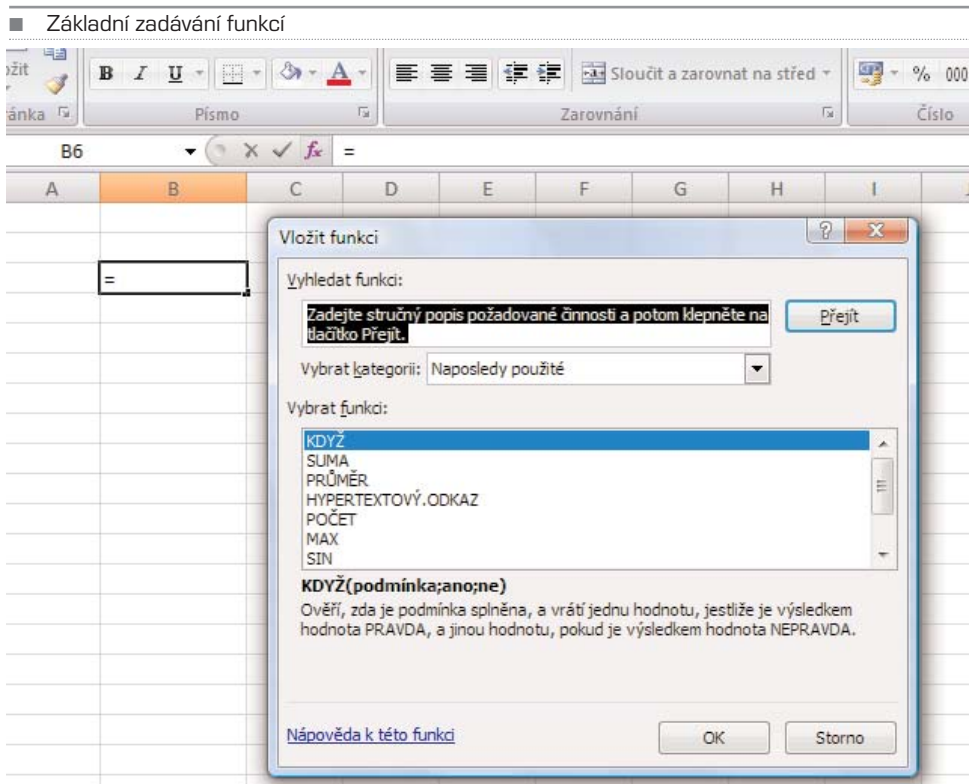 ■ Základní zadávání funkcí
B I U A Sloučit a zarovnat na střed % 000
Písmo Zarovnání Číslo
B6 fx =
A B C D E F G H I
Vložit funkci
=
Vyhledat funkci:
Zadejte stručný popis požadované činnosti a potom klepněte na
tlačítko Přejít.
Přejít
Vybrat kategorii: Naposledy použité
Vybrat funkci:
KDYŽ
SUMA
PRŮMĚR
HYPERTEXTOVÝ.ODKAZ
POČET
MAX
SIN
KDYŽ(podmínka;ano;ne)
Ověří, zda je podmínka splněna, a vrátí jednu hodnotu, jestliže je výsledkem
hodnota PRAVDA, a jinou hodnotu, pokud je výsledkem hodnota NEPRAVDA.
Nápověda k této funkci OK Storno